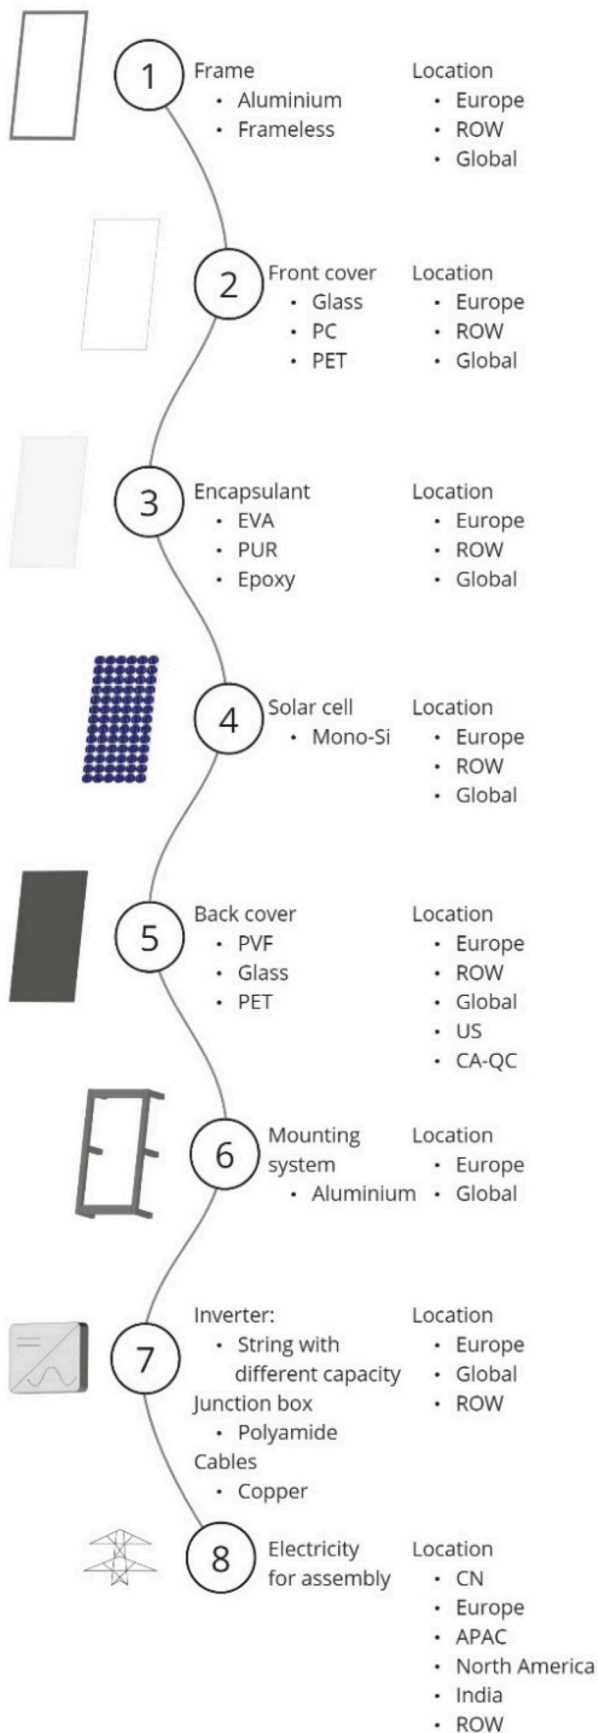 1
Frame
• Aluminium
• Frameless
Location
• Europe
• ROW
• Global
2
Front cover
• Glass
• PC
• PET
Location
• Europe
• ROW
• Global
3
Encapsulant
• EVA
• PUR
• Epoxy
Location
• Europe
• ROW
• Global
4
Solar cell
• Mono-Si
Location
• Europe
• ROW
• Global
5
Back cover
• PVF
• Glass
• PET
Location
• Europe
• ROW
• Global
• US
• CA-QC
6
Mounting
system
• Aluminium
Location
• Europe
• Global
7
Inverter:
• String with
different capacity
Junction box
• Polyamide
Cables
• Copper
Location
• Europe
• Global
• ROW
8
Electricity
for assembly
Location
• CN
• Europe
• APAC
• North America
• India
• ROW